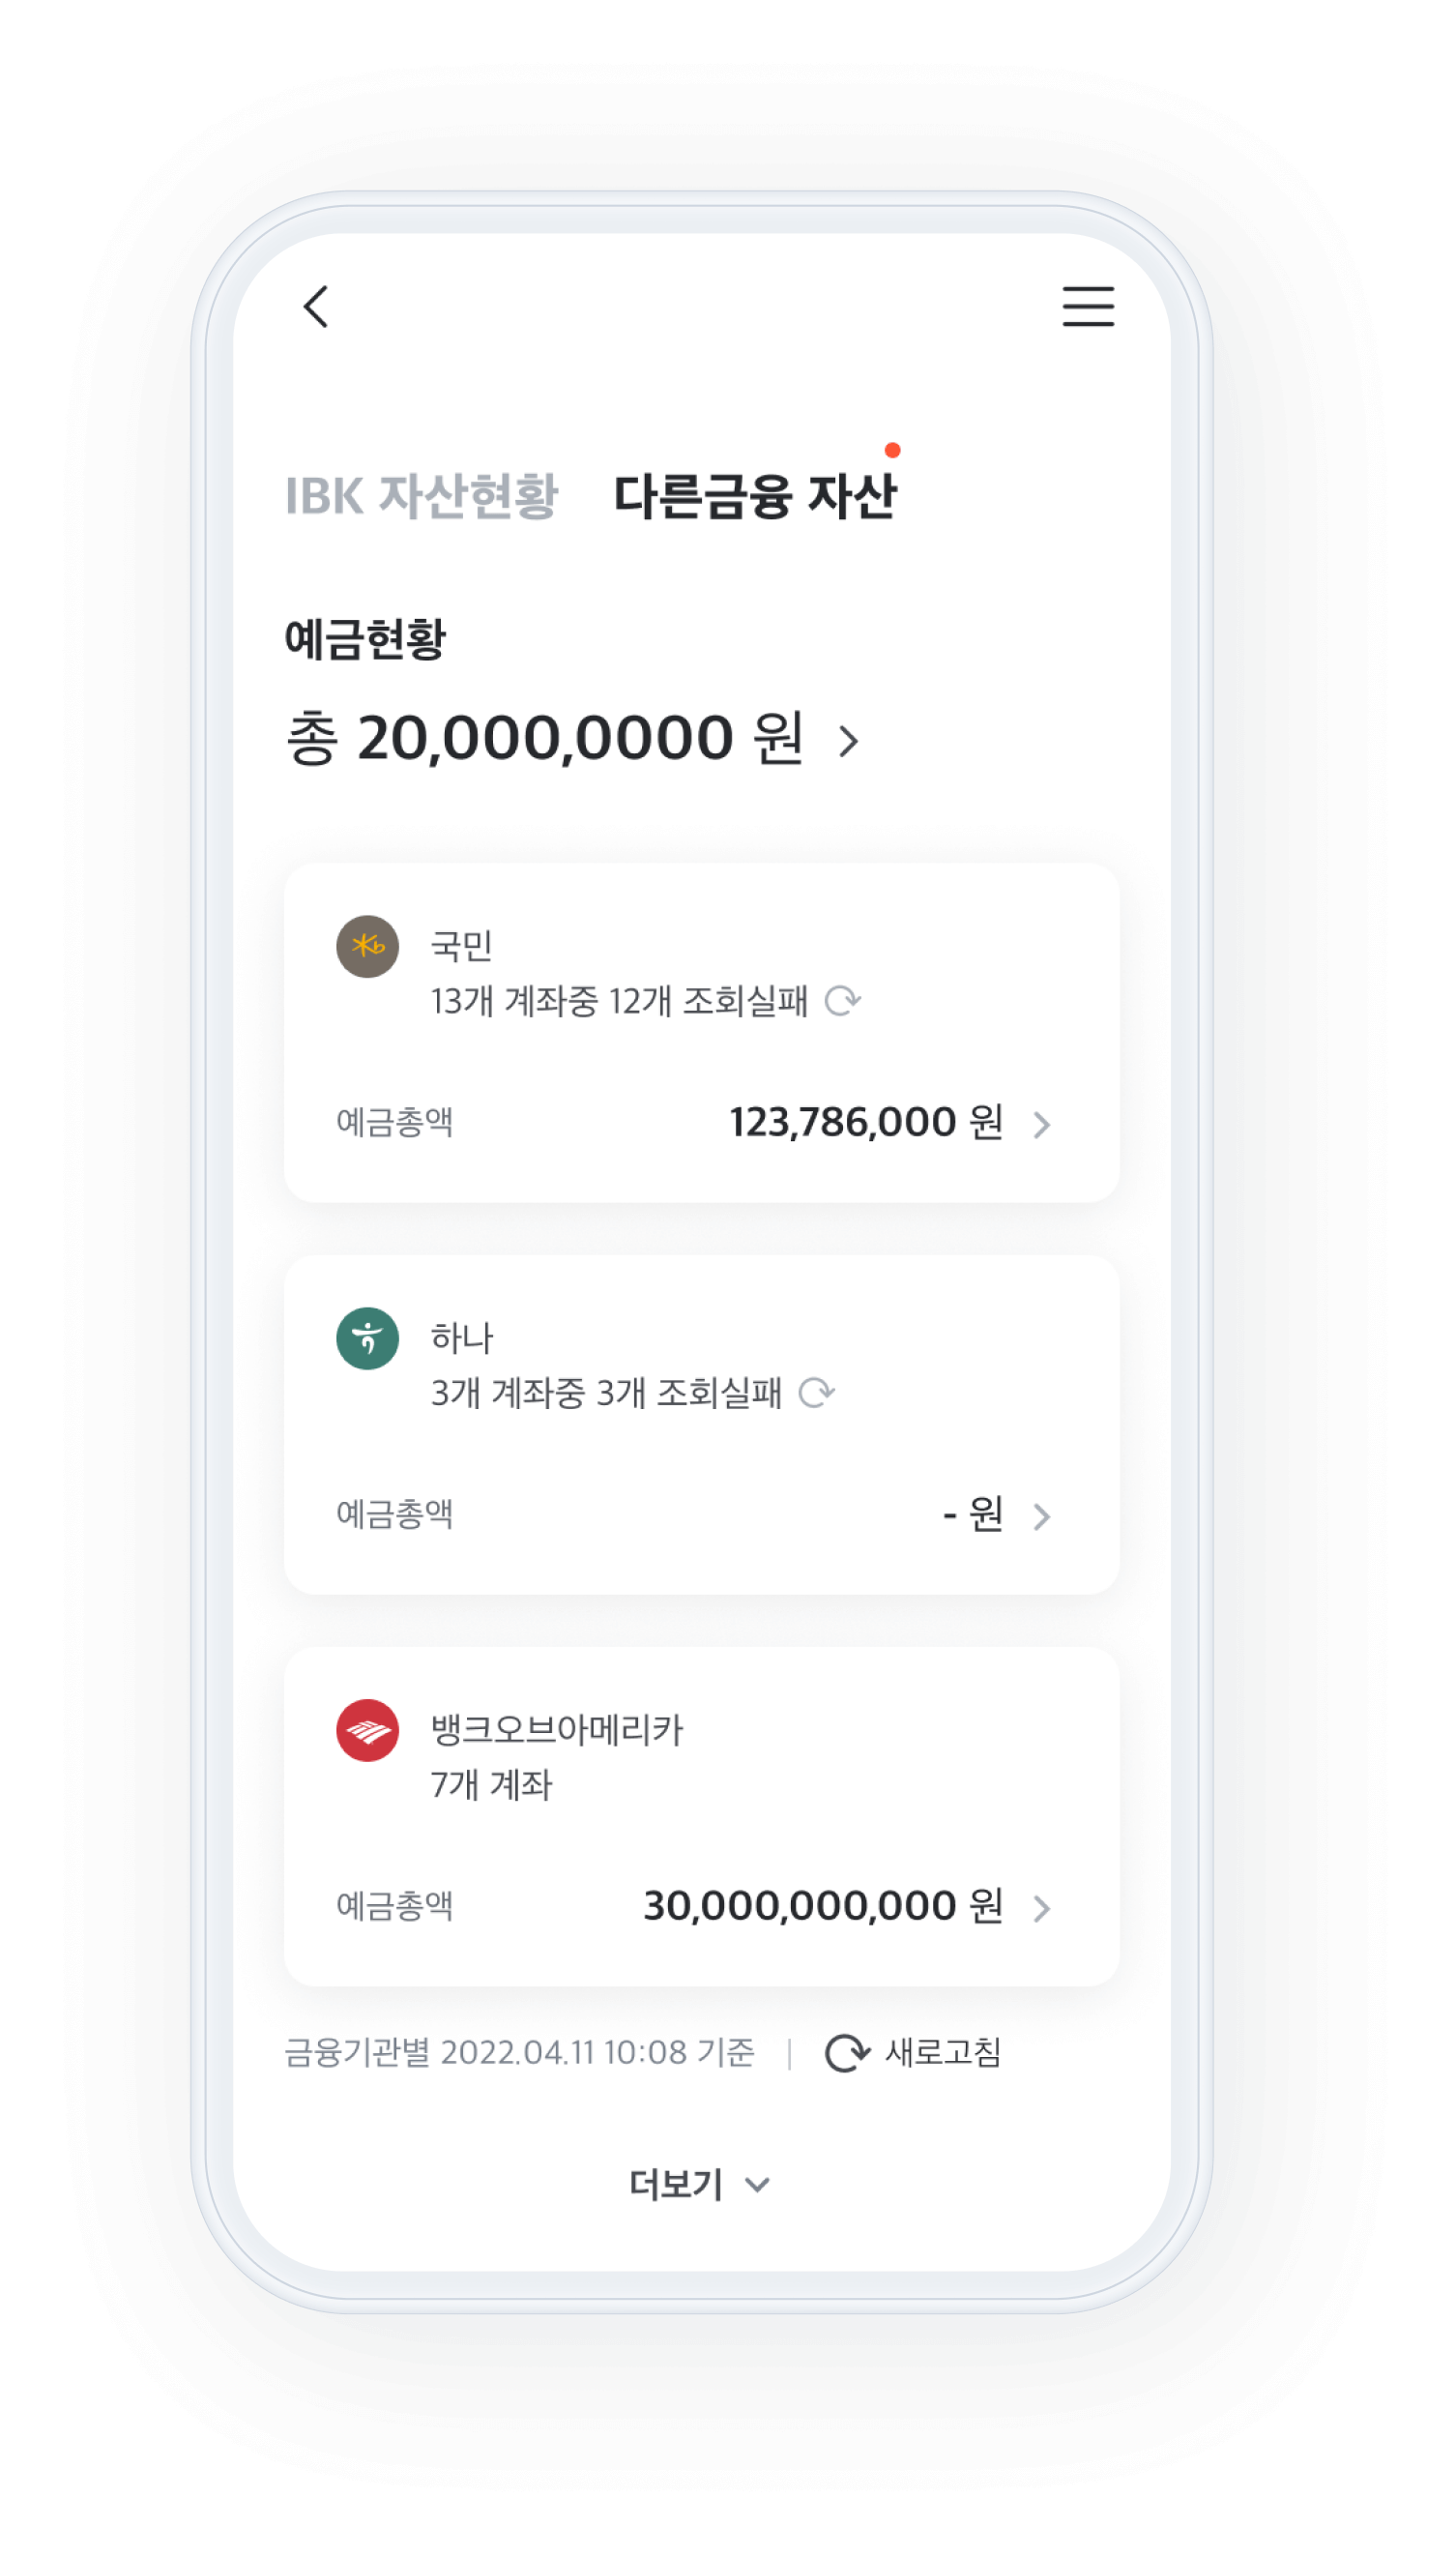 IBK 자산현황 다른금융 자산
예금현황
총 20,000,0000 원
국민
13개 계좌중 12개 조회실패
예금총액 123,786,000 원
하나
3개 계좌중 3개 조회실패
예금총액 - 원
뱅크오브아메리카
7개 계좌
예금총액 30,000,000,000 원
금융기관별 2022.04.11 10:08 기준 | 새로고침
더보기